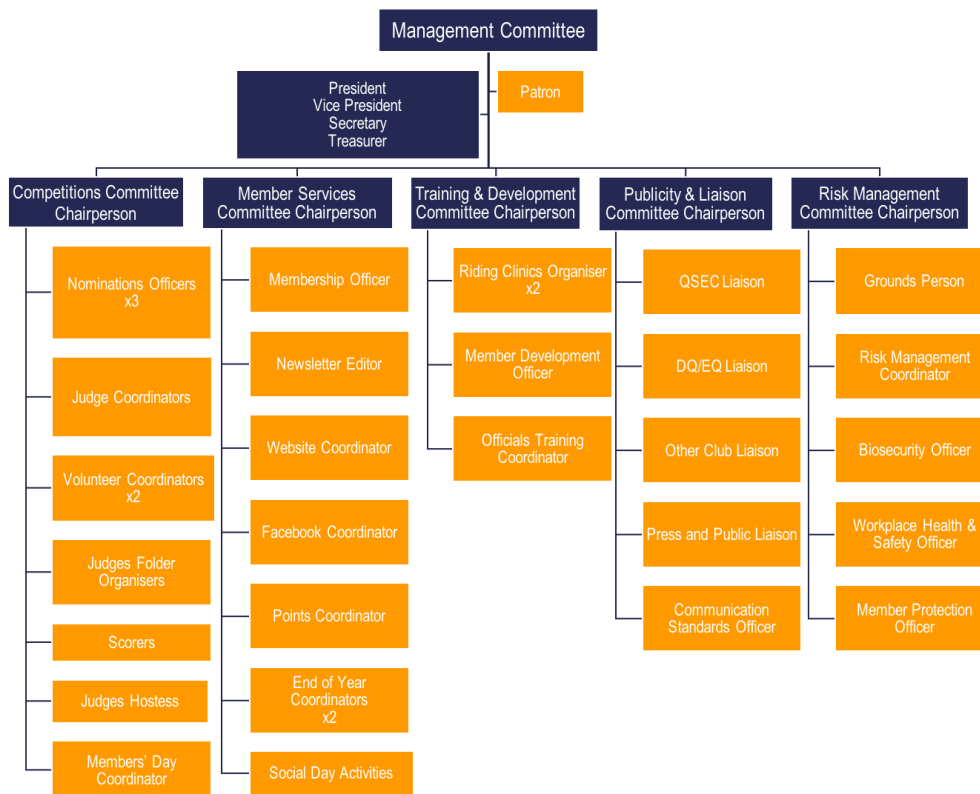 Management Committee
President
Vice President
Secretary
Treasurer
Patron
Competitions Committee
Chairperson
Member Services
Committee Chairperson
Training & Development
Committee Chairperson
Publicity & Liaison
Committee Chairperson
Risk Management
Committee Chairperson
Nominations Officers
x3
Judge Coordinators
Volunteer Coordinators
x2
Judges Folder
Organisers
Scorers
Judges Hostess
Members' Day
Coordinator
Membership Officer
Newsletter Editor
Website Coordinator
Facebook Coordinator
Points Coordinator
End of Year
Coordinators
x2
Social Day Activities
Riding Clinics Organiser
x2
Member Development
Officer
Officials Training
Coordinator
QSEC Liaison
DQ/EQ Liaison
Other Club Liaison
Press and Public Liaison
Communication
Standards Officer
Grounds Person
Risk Management
Coordinator
Biosecurity Officer
Workplace Health &
Safety Officer
Member Protection
Officer